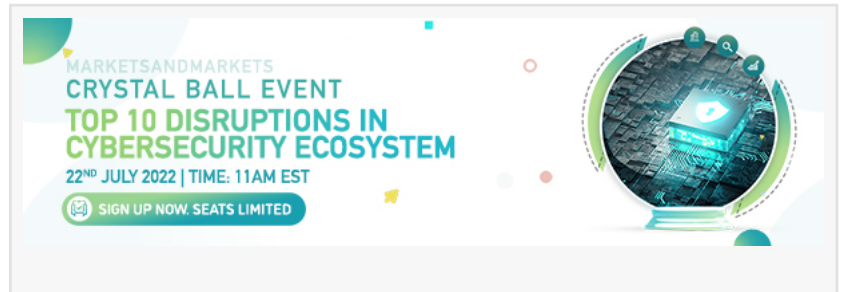 MARKETSANDMARKETS
CRYSTAL BALL EVENT
TOP 10 DISRUPTIONS IN
CYBERSECURITY ECOSYSTEM
22ND JULY 2022 | TIME: 11AM EST
SIGN UP NOW. SEATS LIMITED